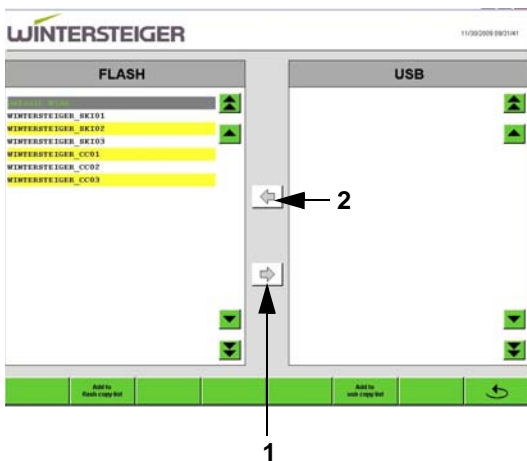 WINTERSTEIGER
11/30/2009 09/21/41
FLASH
USB
WINTERSTEIGER_SKI01
WINTERSTEIGER_SKI02
WINTERSTEIGER_SKI03
WINTERSTEIGER_CC01
WINTERSTEIGER_CC02
WINTERSTEIGER_CC03
2
Add to
flash copy list
Add to
usb copy list
1